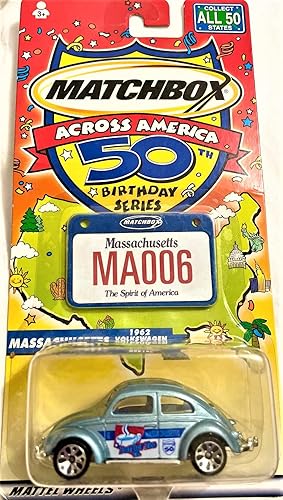 3+
COLLECT
ALL 50
STATES
MATCHBOX
ACROSS AMERICA
50TH
BIRTHDAY
SERIES
MATCHBOX
Massachusetts
MA006
The Spirit of America
1962
MASSACHUSETTS VOLKSWAGEN
MATTEL WHEELS